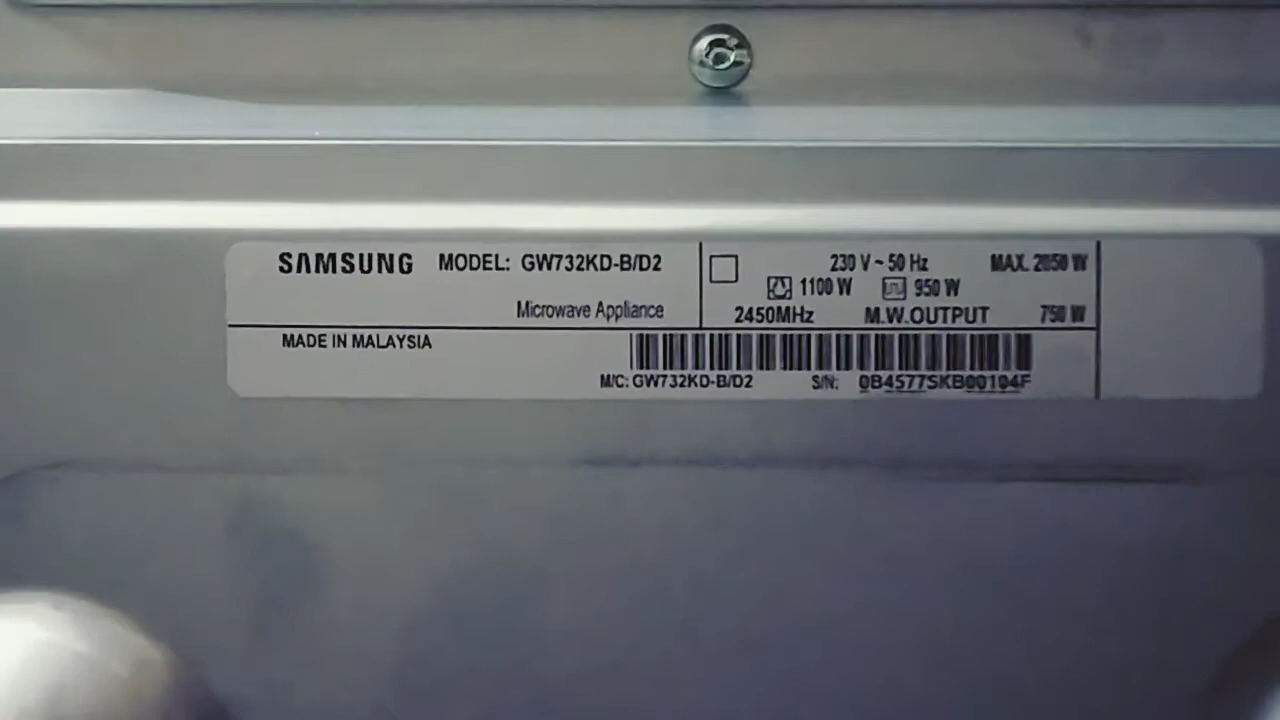 SAMSUNG MODEL: GW732KD-B/D2
Microwave Appliance
230 V ~ 50 Hz MAX. 2050 W
1100 W 950 W
2450MHz M.W.OUTPUT 750 W
MADE IN MALAYSIA
M/C: GW732KD-B/D2 S/N: 0B4577SKB00104F